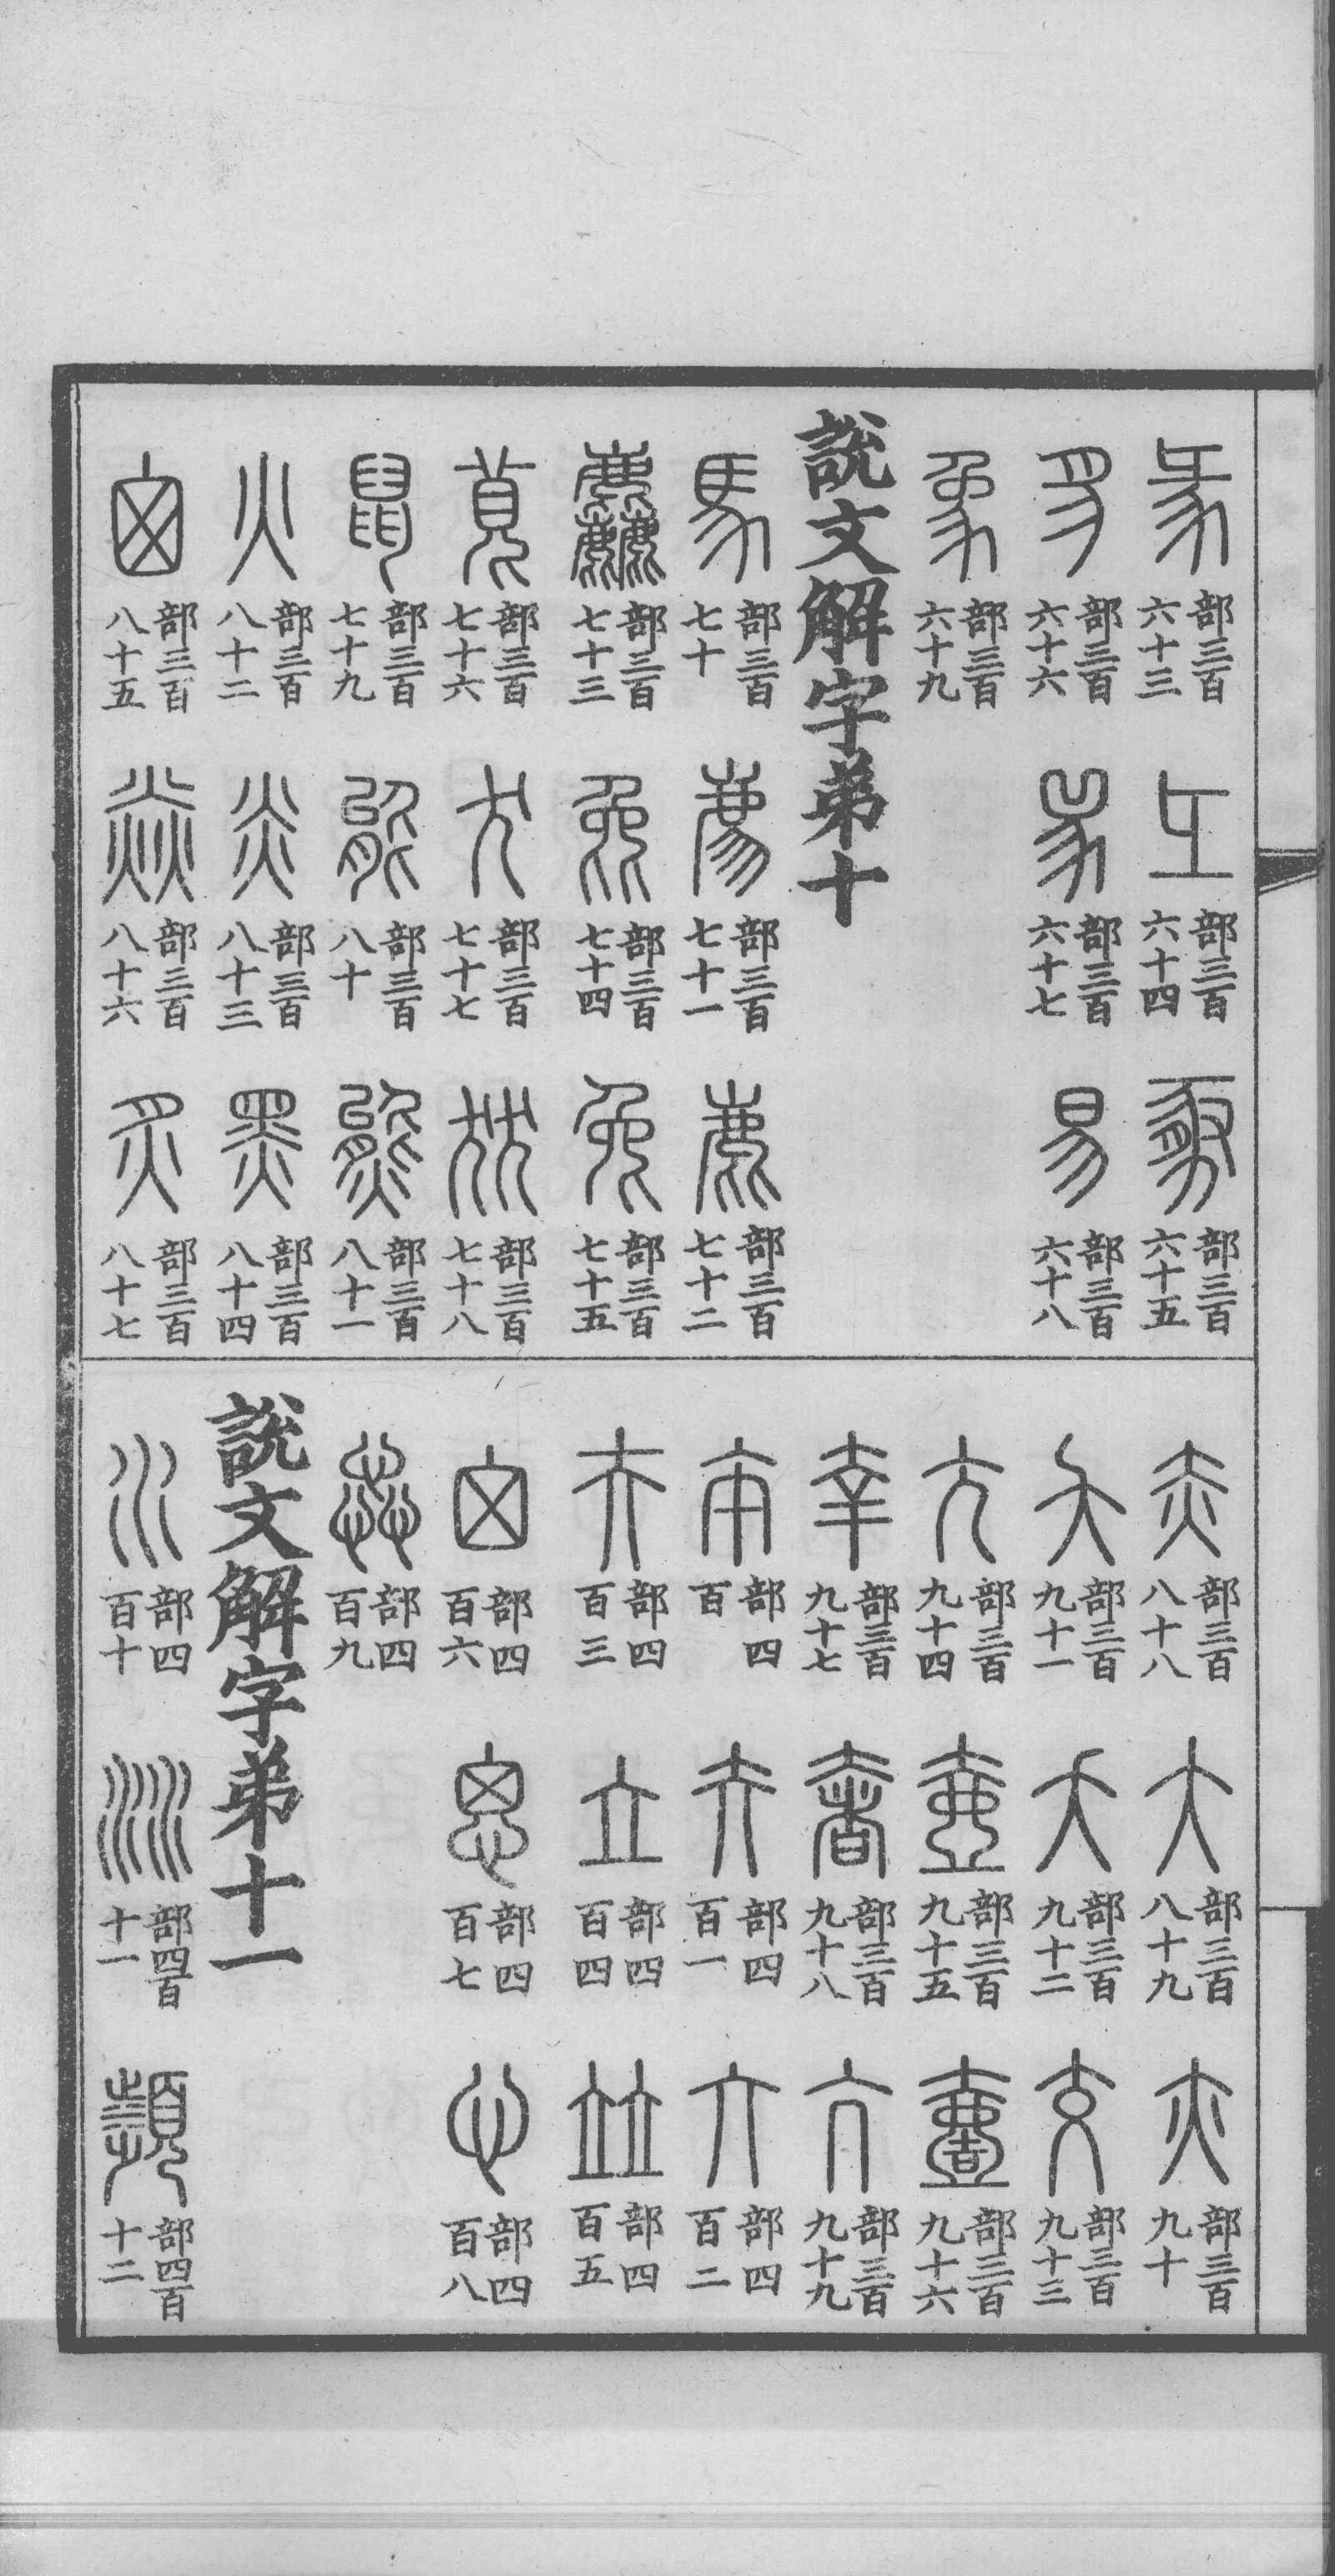 㣇部三百六十三 彑部三百六十四 豚部三百六十五
豸部三百六十六 𤉡部三百六十七 易部三百六十八
象部三百六十九
說文解字弟十
馬部三百七十 廌部三百七十一 鹿部三百七十二
麤部三百七十三 㲋部三百七十四 兔部三百七十五
萈部三百七十六 犬部三百七十七 㹜部三百七十八
鼠部三百七十九 能部三百八十 熊部三百八十一
火部三百八十二 炎部三百八十三 黑部三百八十四
囪部三百八十五 焱部三百八十六 炙部三百八十七
赤部三百八十八 大部三百八十九 亦部三百九十
夨部三百九十一 夭部三百九十二 交部三百九十三
尣部三百九十四 壺部三百九十五 壹部三百九十六
㚔部三百九十七 奢部三百九十八 亢部三百九十九
夲部四百 夰部四百一 亣部四百二
夫部四百三 立部四百四 竝部四百五
囟部四百六 思部四百七 心部四百八
惢部四百九
說文解字弟十一
水部四百十 沝部四百十一 瀕部四百十二